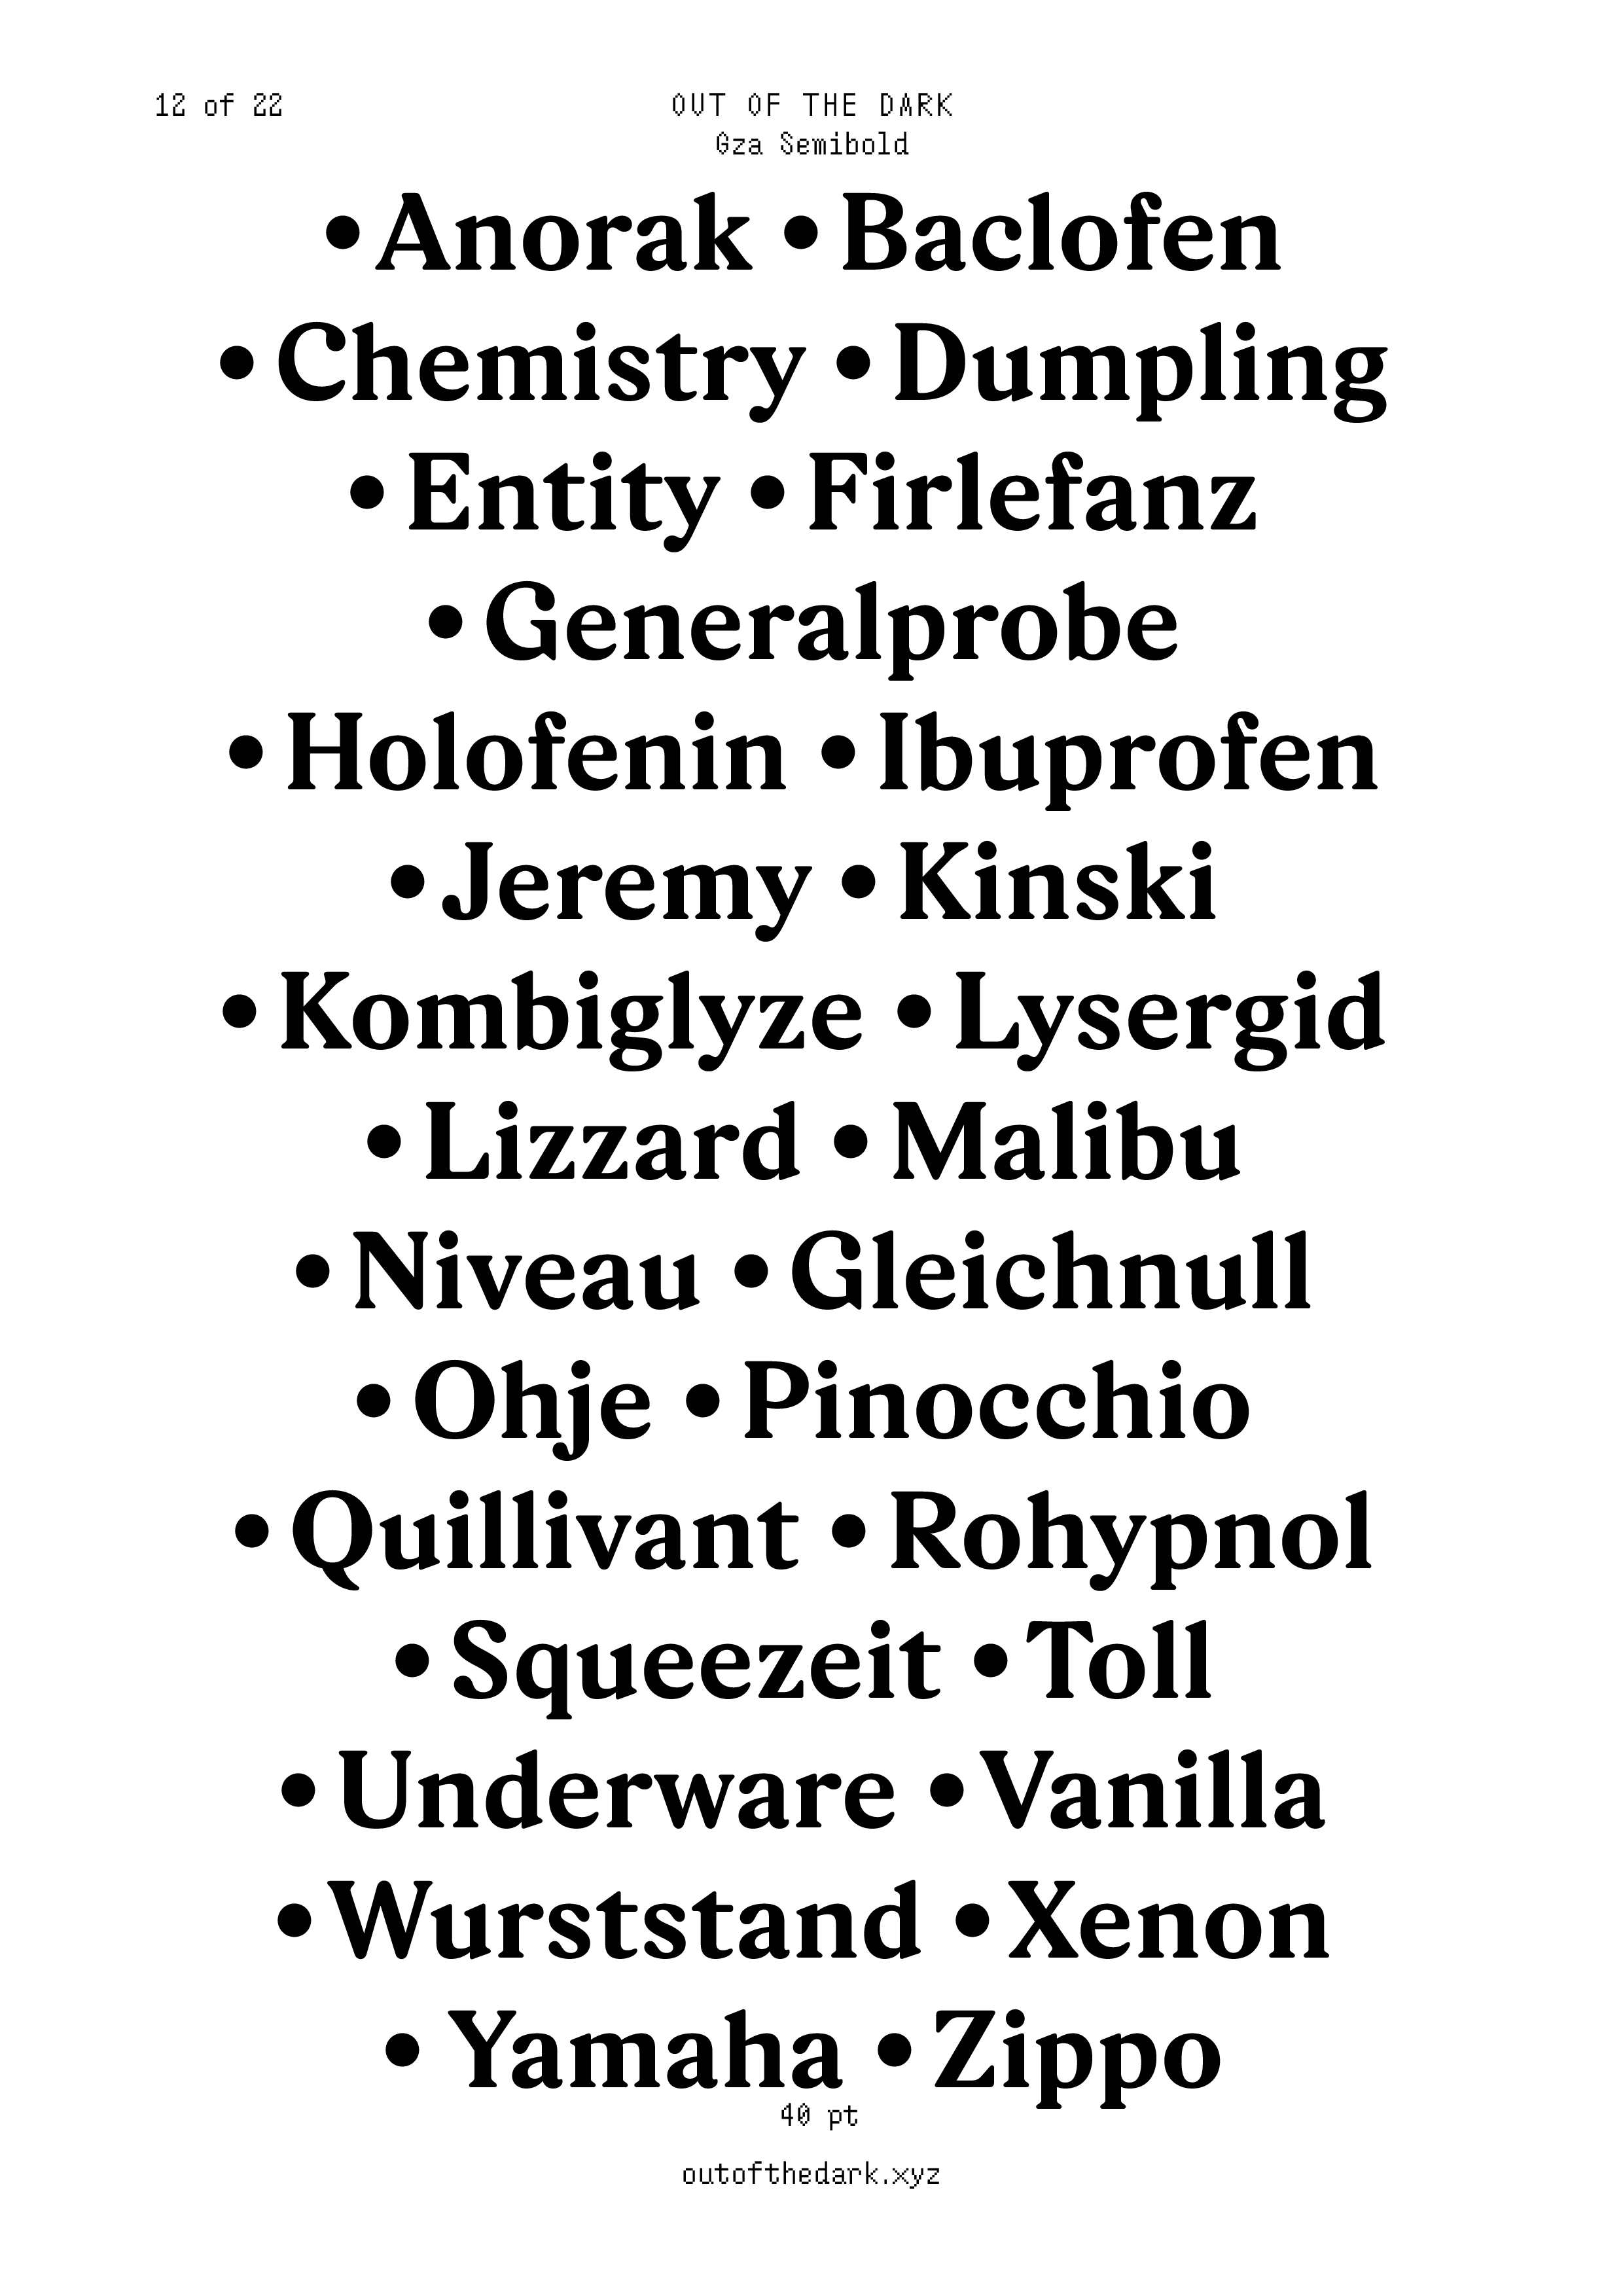 12 of 22
OUT OF THE DARK
Gza Semibold
•Anorak •Baclofen
•Chemistry •Dumpling
•Entity •Firlefanz
•Generalprobe
•Holofenin •Ibuprofen
•Jeremy •Kinski
•Kombiglyze •Lysergid
•Lizzard •Malibu
•Niveau •Gleichnull
•Ohje •Pinocchio
•Quillivant •Rohypnol
•Squeezeit •Toll
•Underware •Vanilla
•Wurststand •Xenon
•Yamaha •Zippo
40 pt
outofthedark.xyz